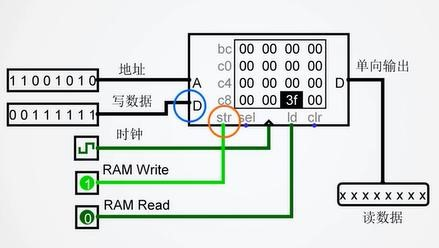 bc 00 00 00 00
c0 00 00 00 00
c4 00 00 00 00
c8 00 00 3f 00
A
D
D
str sel ld clr
地址
11001010
写数据
00111111
时钟
RAM Write
1
RAM Read
0
单向输出
xxxxxxxx
读数据